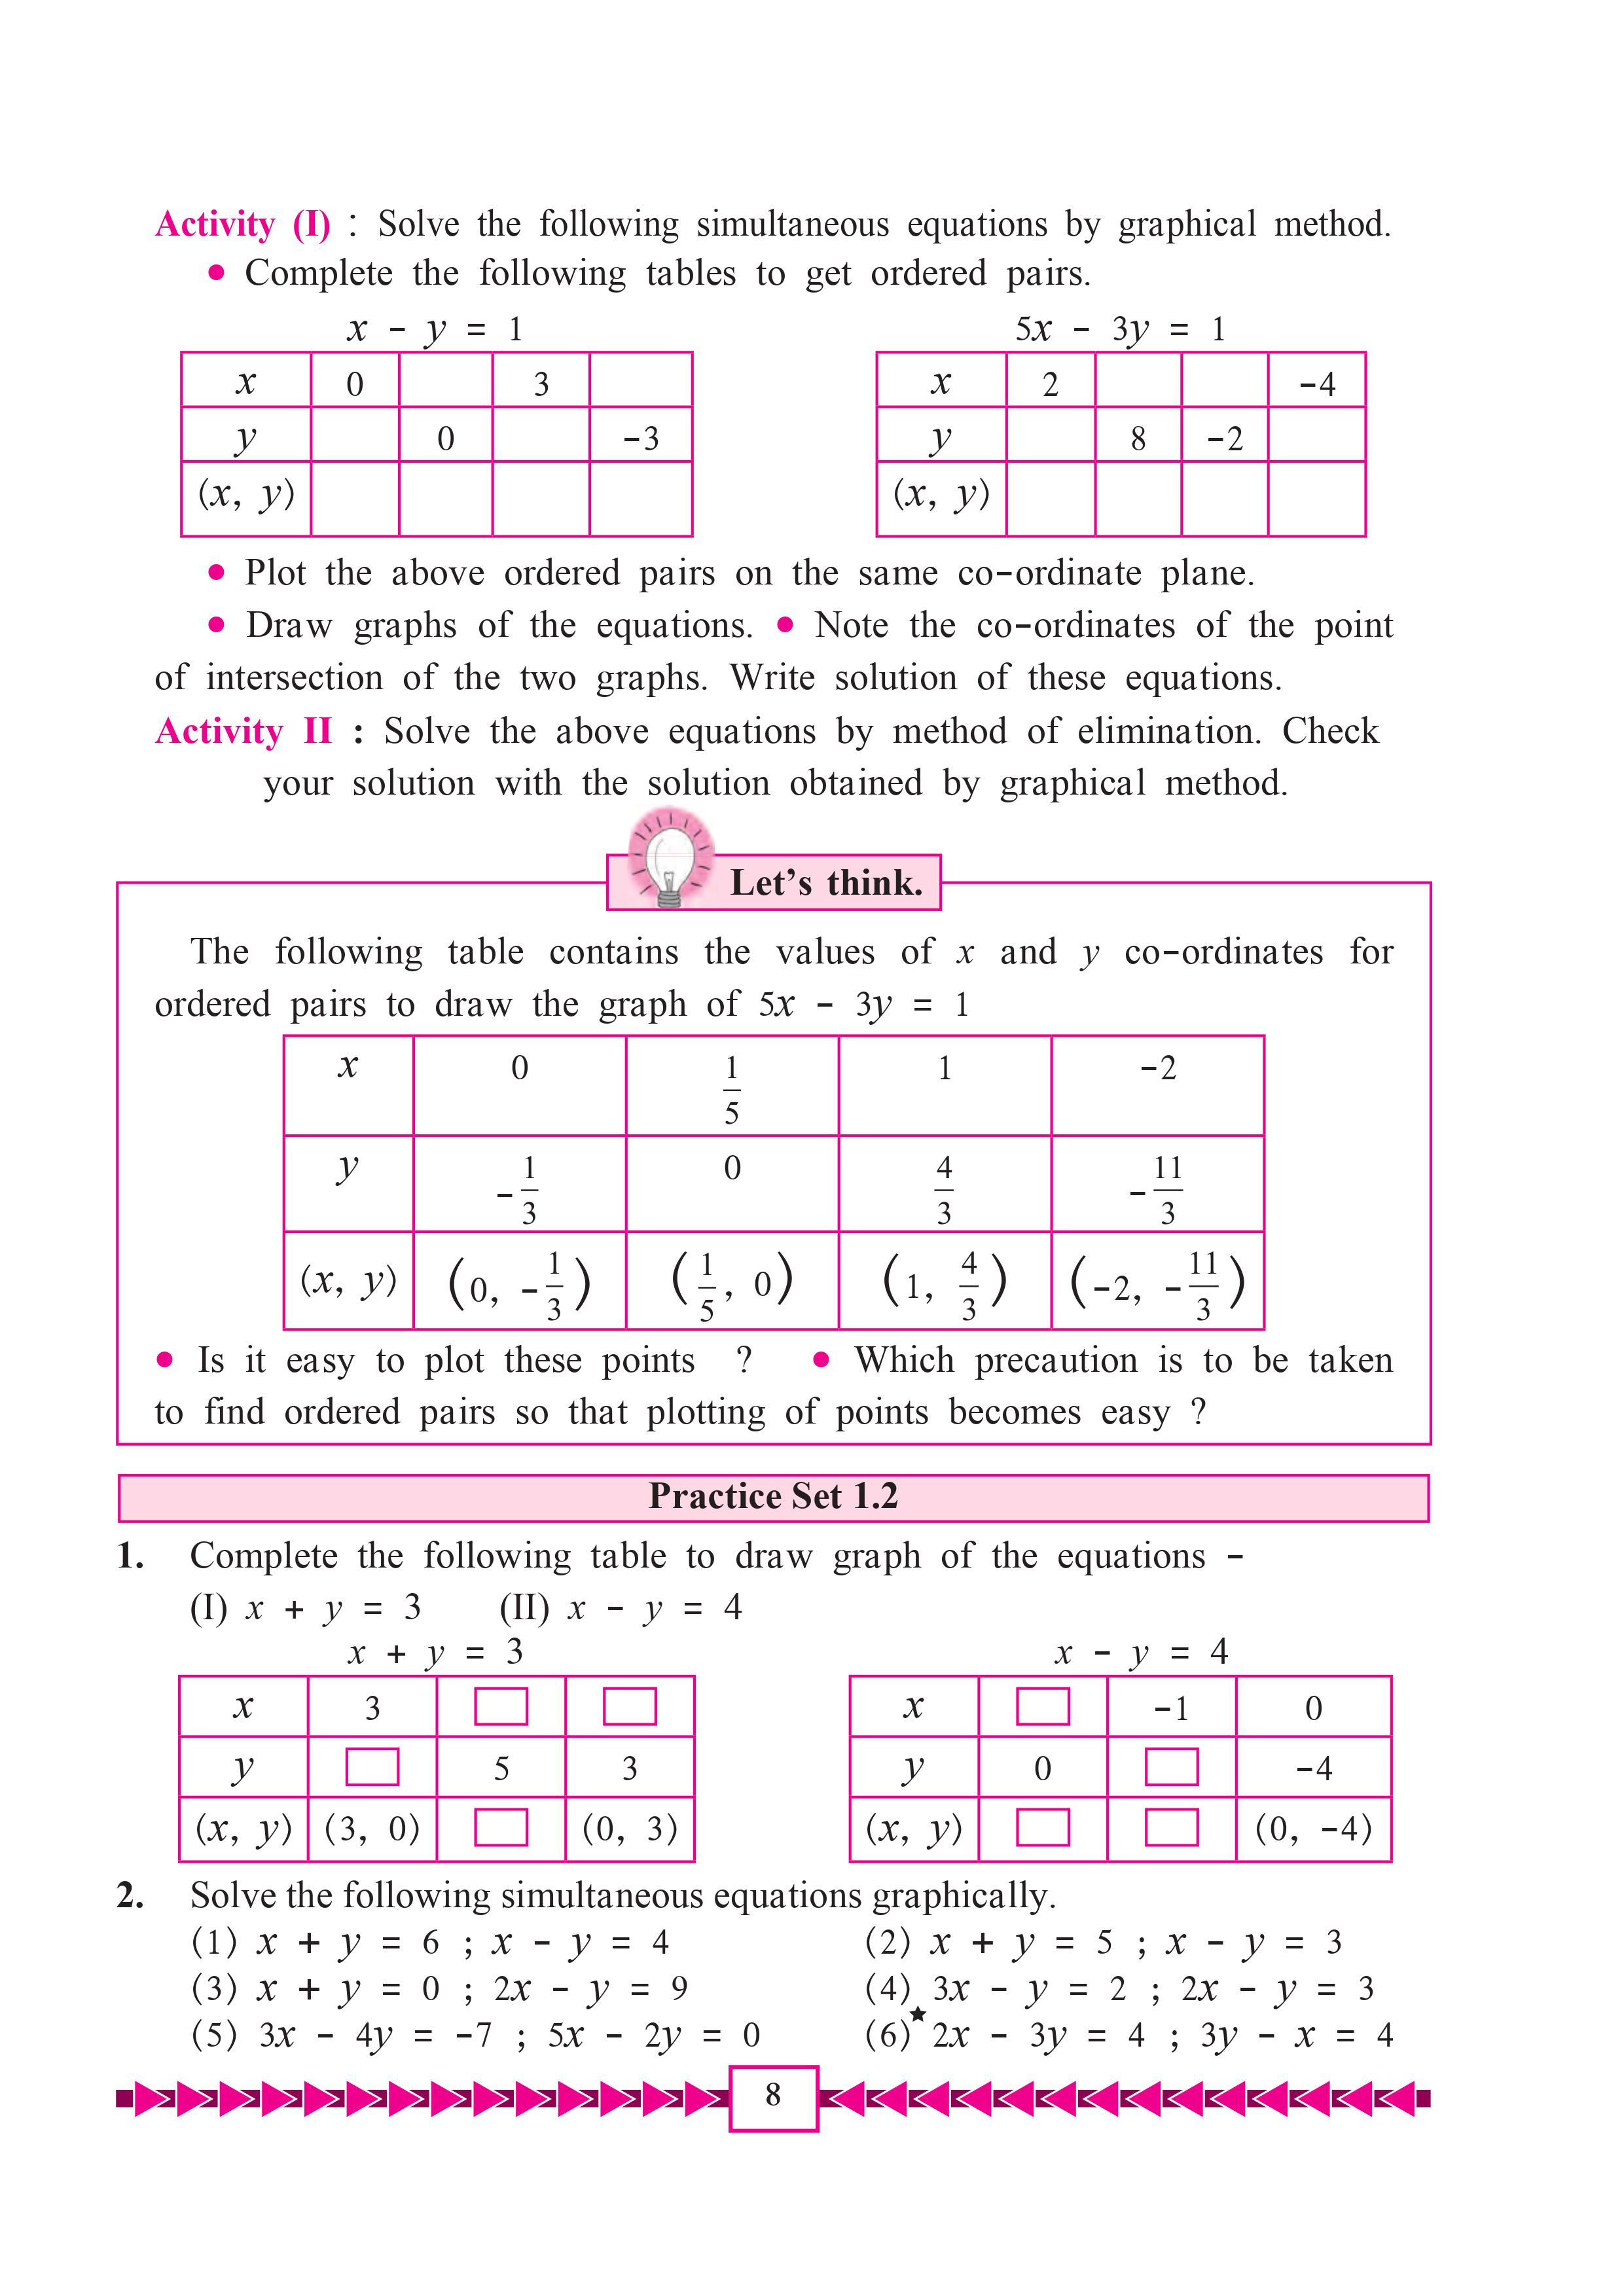 Activity (I) : Solve the following simultaneous equations by graphical method.
• Complete the following tables to get ordered pairs.
x − y = 1
x 0 3
y 0 −3
(x, y)
5x − 3y = 1
x 2 −4
y 8 −2
(x, y)
• Plot the above ordered pairs on the same co-ordinate plane.
• Draw graphs of the equations. • Note the co-ordinates of the point
of intersection of the two graphs. Write solution of these equations.
Activity II : Solve the above equations by method of elimination. Check
your solution with the solution obtained by graphical method.
Let's think.
The following table contains the values of x and y co-ordinates for
ordered pairs to draw the graph of 5x − 3y = 1
x 0 1/5 1 −2
y −1/3 0 4/3 −11/3
(x, y) (0, −1/3) (1/5, 0) (1, 4/3) (−2, −11/3)
• Is it easy to plot these points ? • Which precaution is to be taken
to find ordered pairs so that plotting of points becomes easy ?
Practice Set 1.2
1. Complete the following table to draw graph of the equations −
(I) x + y = 3 (II) x − y = 4
x + y = 3
x 3 □ □
y □ 5 3
(x, y) (3, 0) □ (0, 3)
x − y = 4
x □ −1 0
y 0 □ −4
(x, y) □ □ (0, −4)
2. Solve the following simultaneous equations graphically.
(1) x + y = 6 ; x − y = 4 (2) x + y = 5 ; x − y = 3
(3) x + y = 0 ; 2x − y = 9 (4) 3x − y = 2 ; 2x − y = 3
(5) 3x − 4y = −7 ; 5x − 2y = 0 (6)★ 2x − 3y = 4 ; 3y − x = 4
8